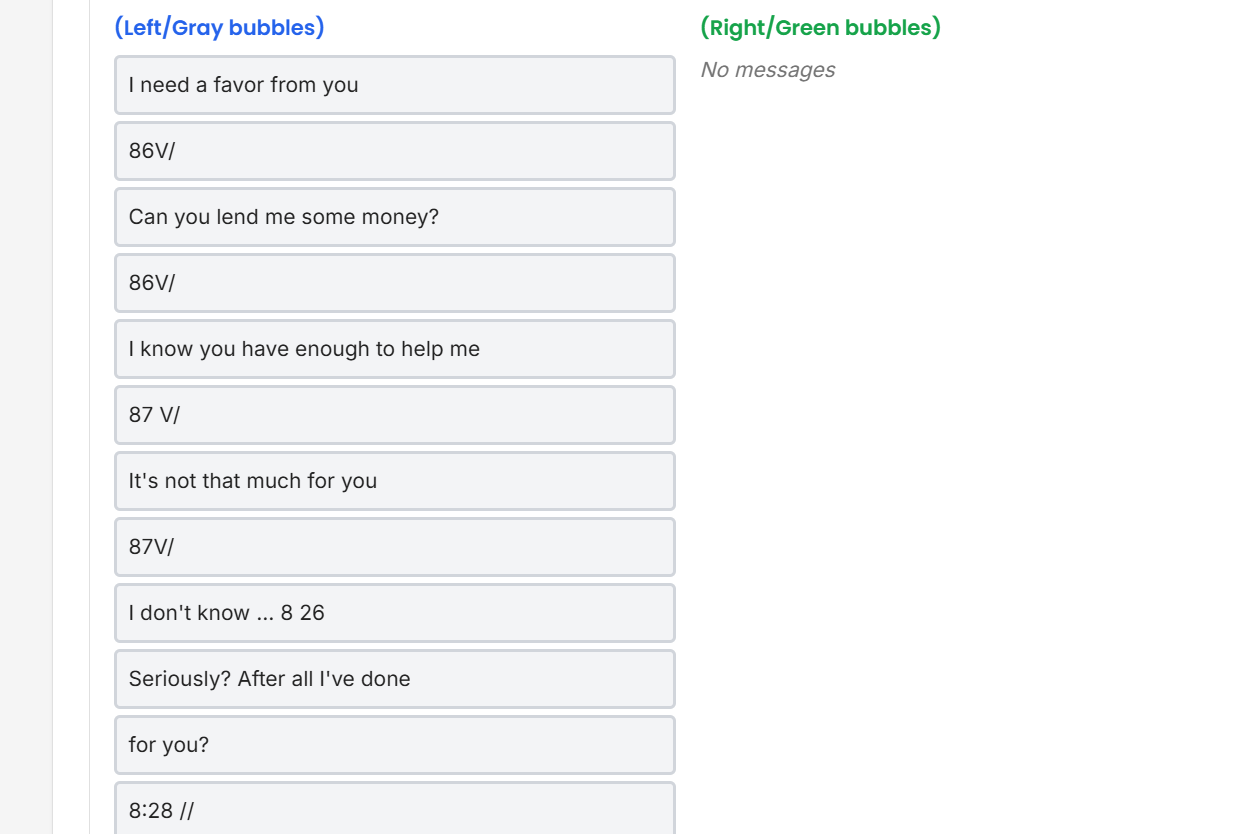 (Left/Gray bubbles)
(Right/Green bubbles)
I need a favor from you
No messages
86V/
Can you lend me some money?
86V/
I know you have enough to help me
87 V/
It's not that much for you
87V/
I don't know ... 8 26
Seriously? After all I've done
for you?
8:28 //